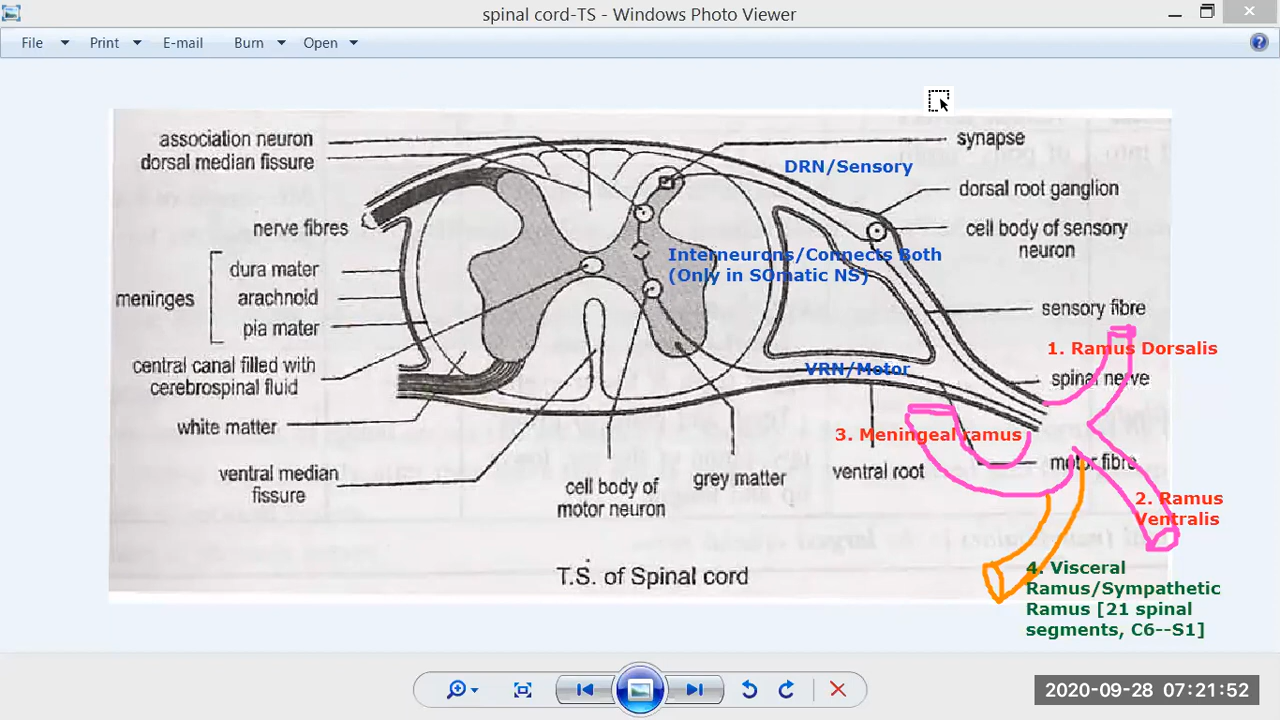 spinal cord-TS - Windows Photo Viewer
File Print E-mail Burn Open
association neuron
dorsal median fissure
nerve fibres
meninges
dura mater
arachnoid
pia mater
central canal filled with
cerebrospinal fluid
white matter
ventral median
fissure
cell body of
motor neuron
grey matter
ventral root
synapse
DRN/Sensory
dorsal root ganglion
cell body of sensory
neuron
Interneurons/Connects Both
(Only in SOmatic NS)
sensory fibre
1. Ramus Dorsalis
spinal nerve
VRN/Motor
3. Meningeal ramus
motor fibre
2. Ramus
Ventralis
4. Visceral
Ramus/Sympathetic
Ramus [21 spinal
segments, C6--S1]
T.S. of Spinal cord
2020-09-28 07:21:52